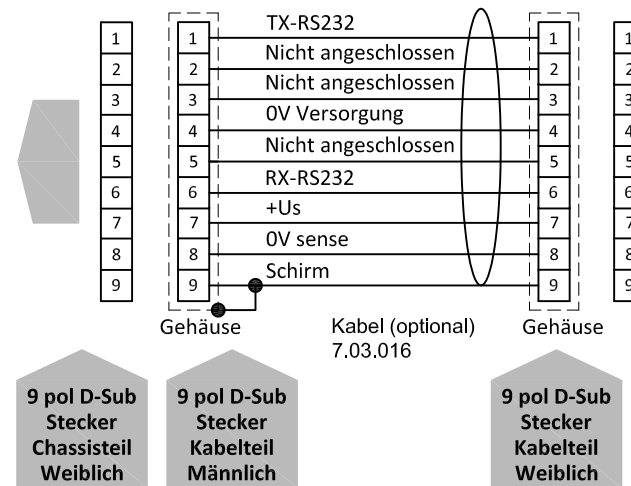 TX-RS232
Nicht angeschlossen
Nicht angeschlossen
0V Versorgung
Nicht angeschlossen
RX-RS232
+Us
0V sense
Schirm
1 1 1 1
2 2 2 2
3 3 3 3
4 4 4 4
5 5 5 5
6 6 6 6
7 7 7 7
8 8 8 8
9 9 9 9
Gehäuse
Kabel (optional)
7.03.016
Gehäuse
9 pol D-Sub
Stecker
Chassisteil
Weiblich
9 pol D-Sub
Stecker
Kabelteil
Männlich
9 pol D-Sub
Stecker
Kabelteil
Weiblich